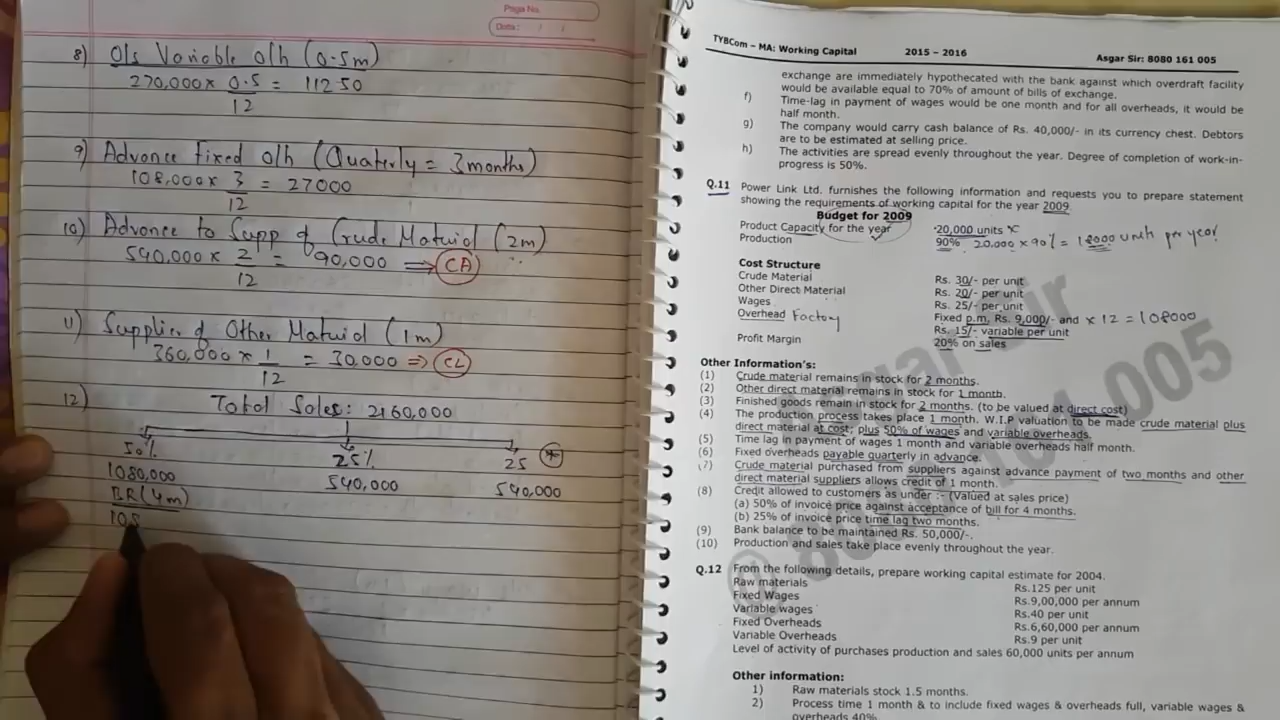 Page No.
Date : / /
8) O/s Variable o/h (0.5m)
270,000 × 0.5 = 11250
12
9) Advance Fixed o/h (Quaterly = 3 months)
108,000 × 3 = 27000
12
10) Advance to Supp of Crude Material (2m)
540,000 × 2 = 90,000 ⇒ CA
12
11) Supplier of Other Material (1m)
360,000 × 1 = 30,000 ⇒ CL
12
12) Total Sales: 2160,000
50% 25% 25 *
1080,000 540,000 540,000
BR (4m)
108
TYBCom – MA: Working Capital 2015 – 2016 Asgar Sir: 8080 161 005
exchange are immediately hypothecated with the bank against which overdraft facility
would be available equal to 70% of amount of bills of exchange.
f) Time-lag in payment of wages would be one month and for all overheads, it would be
half month.
g) The company would carry cash balance of Rs. 40,000/- in its currency chest. Debtors
are to be estimated at selling price.
h) The activities are spread evenly throughout the year. Degree of completion of work-in-
progress is 50%.
Q.11 Power Link Ltd. furnishes the following information and requests you to prepare statement
showing the requirements of working capital for the year 2009.
Budget for 2009
Product Capacity for the year 20,000 units
Production 90% 20,000 × 90% = 18000 units per year
Cost Structure
Crude Material Rs. 30/- per unit
Other Direct Material Rs. 20/- per unit
Wages Rs. 25/- per unit
Overhead Factory Fixed p.m, Rs. 9,000/- and × 12 = 108000
Rs. 15/- variable per unit
Profit Margin 20% on sales
Other Information's:
(1) Crude material remains in stock for 2 months.
(2) Other direct material remains in stock for 1 month.
(3) Finished goods remain in stock for 2 months. (to be valued at direct cost)
(4) The production process takes place 1 month. W.I.P valuation to be made crude material plus
direct material at cost; plus 50% of wages and variable overheads.
(5) Time lag in payment of wages 1 month and variable overheads half month.
(6) Fixed overheads payable quarterly in advance.
(7) Crude material purchased from suppliers against advance payment of two months and other
direct material suppliers allows credit of 1 month.
(8) Credit allowed to customers as under :- (Valued at sales price)
(a) 50% of invoice price against acceptance of bill for 4 months.
(b) 25% of invoice price time lag two months.
(9) Bank balance to be maintained Rs. 50,000/-.
(10) Production and sales take place evenly throughout the year.
Q.12 From the following details, prepare working capital estimate for 2004.
Raw materials Rs.125 per unit
Fixed Wages Rs.9,00,000 per annum
Variable wages Rs.40 per unit
Fixed Overheads Rs.6,60,000 per annum
Variable Overheads Rs.9 per unit
Level of activity of purchases production and sales 60,000 units per annum
Other information:
1) Raw materials stock 1.5 months.
2) Process time 1 month & to include fixed wages & overheads full, variable wages &
overheads 40%.